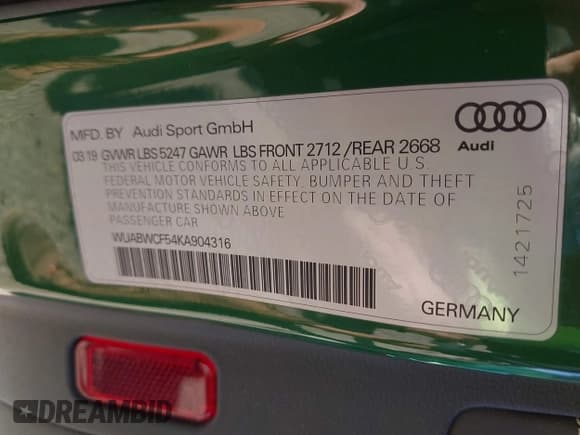 MFD. BY Audi Sport GmbH
03.19 GVWR LBS 5247 GAWR LBS FRONT 2712 /REAR 2668
THIS VEHICLE CONFORMS TO ALL APPLICABLE U S
FEDERAL MOTOR VEHICLE SAFETY, BUMPER AND THEFT
PREVENTION STANDARDS IN EFFECT ON THE DATE OF
MANUFACTURE SHOWN ABOVE
PASSENGER CAR
WUABWCF54KA904316
Audi
1421725
GERMANY
DREAMBID